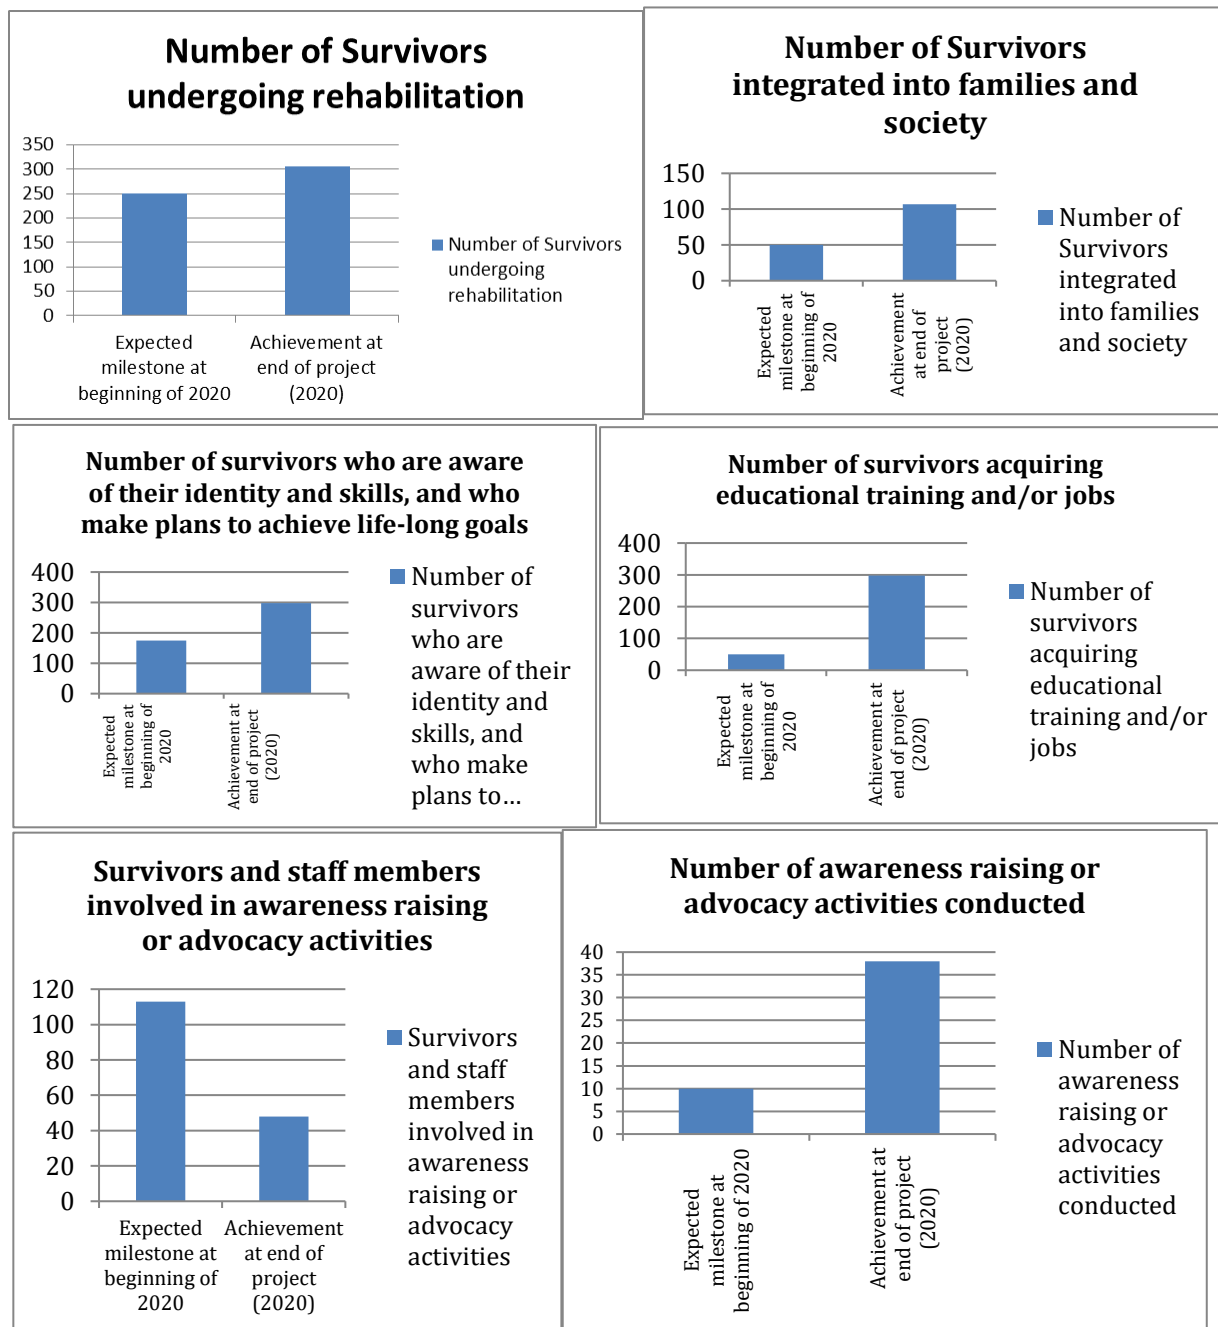 Number of Survivors
undergoing rehabilitation
350
300
250
200
150
100
50
0
Expected
milestone at
beginning of 2020
Achievement at
end of project
(2020)
Number of Survivors
undergoing
rehabilitation
Number of Survivors
integrated into families and
society
150
100
50
0
Expected
milestone at
beginning of
2020
Achievement
at end of
project
(2020)
Number of
Survivors
integrated
into families
and society
Number of survivors who are aware
of their identity and skills, and who
make plans to achieve life-long goals
400
300
200
100
0
Expected
milestone at
beginning of
2020
Achievement at
end of project
(2020)
Number of
survivors
who are
aware of their
identity and
skills, and
who make
plans to…
Number of survivors acquiring
educational training and/or jobs
400
300
200
100
0
Expected
milestone at
beginning of
2020
Achievement at
end of project
(2020)
Number of
survivors
acquiring
educational
training and/or
jobs
Survivors and staff members
involved in awareness raising
or advocacy activities
120
100
80
60
40
20
0
Expected
milestone at
beginning of
2020
Achievement
at end of
project
(2020)
Survivors
and staff
members
involved in
awareness
raising or
advocacy
activities
Number of awareness raising or
advocacy activities conducted
40
35
30
25
20
15
10
5
0
Expected
milestone at
beginning of 2020
Achievement at
end of project
(2020)
Number of
awareness
raising or
advocacy
activities
conducted